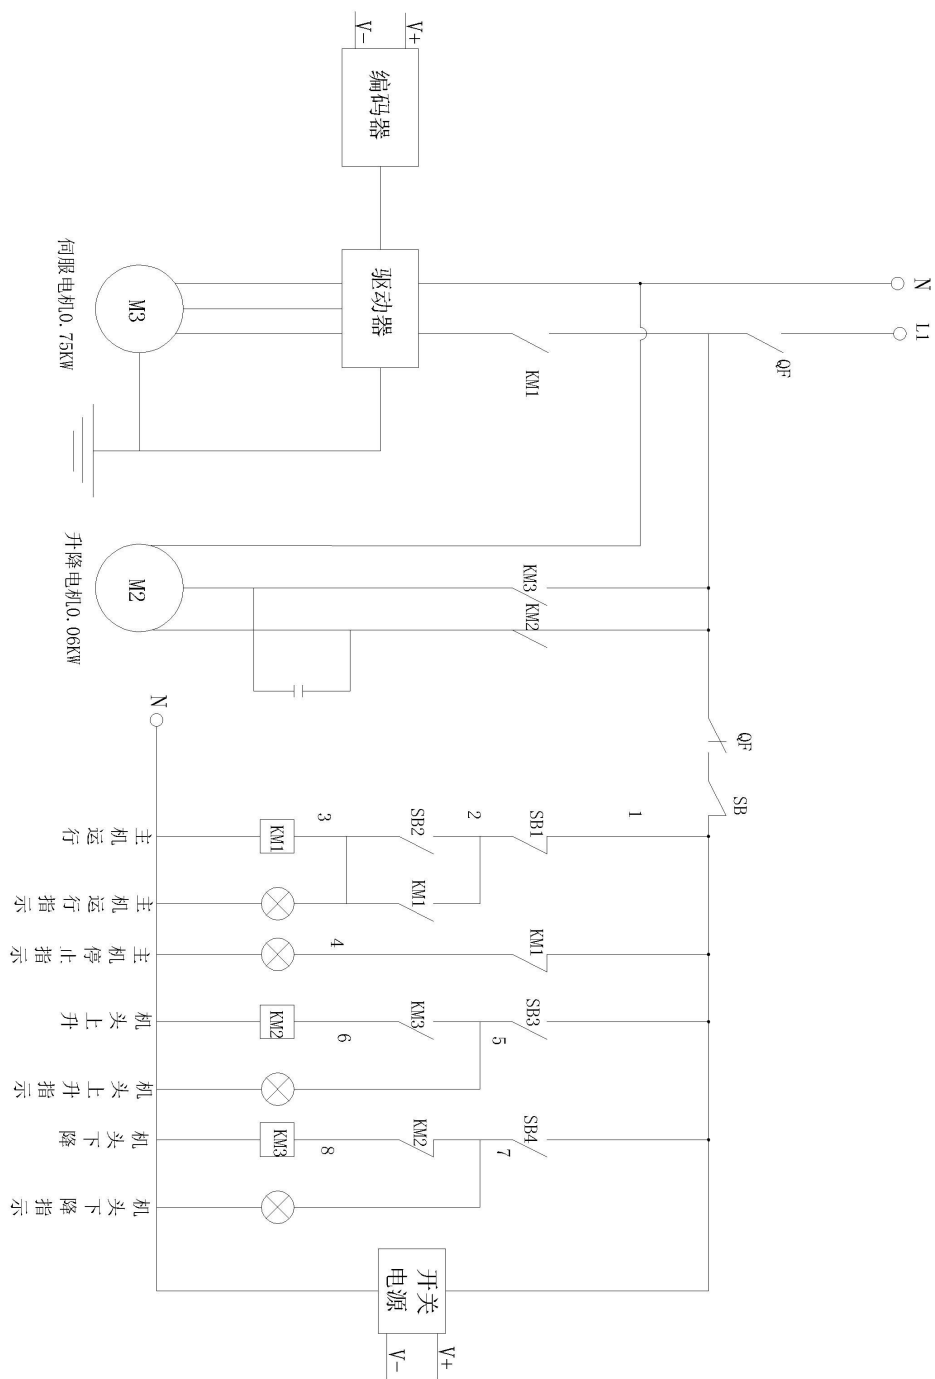 N
L1
QF
QF
SB
1
KM1
KM3
KM2
SB1
KM1
SB3
SB4
2
5
7
SB2
KM1
KM3
KM2
V+
V-
编码器
驱动器
开关
电源
V+
V-
3
4
6
8
KM1
KM2
KM3
N
M3
伺服电机0.75KW
M2
升降电机0.06KW
主机运行
主机运行指示
主机停止指示
机头上升
机头上升指示
机头下降
机头下降指示